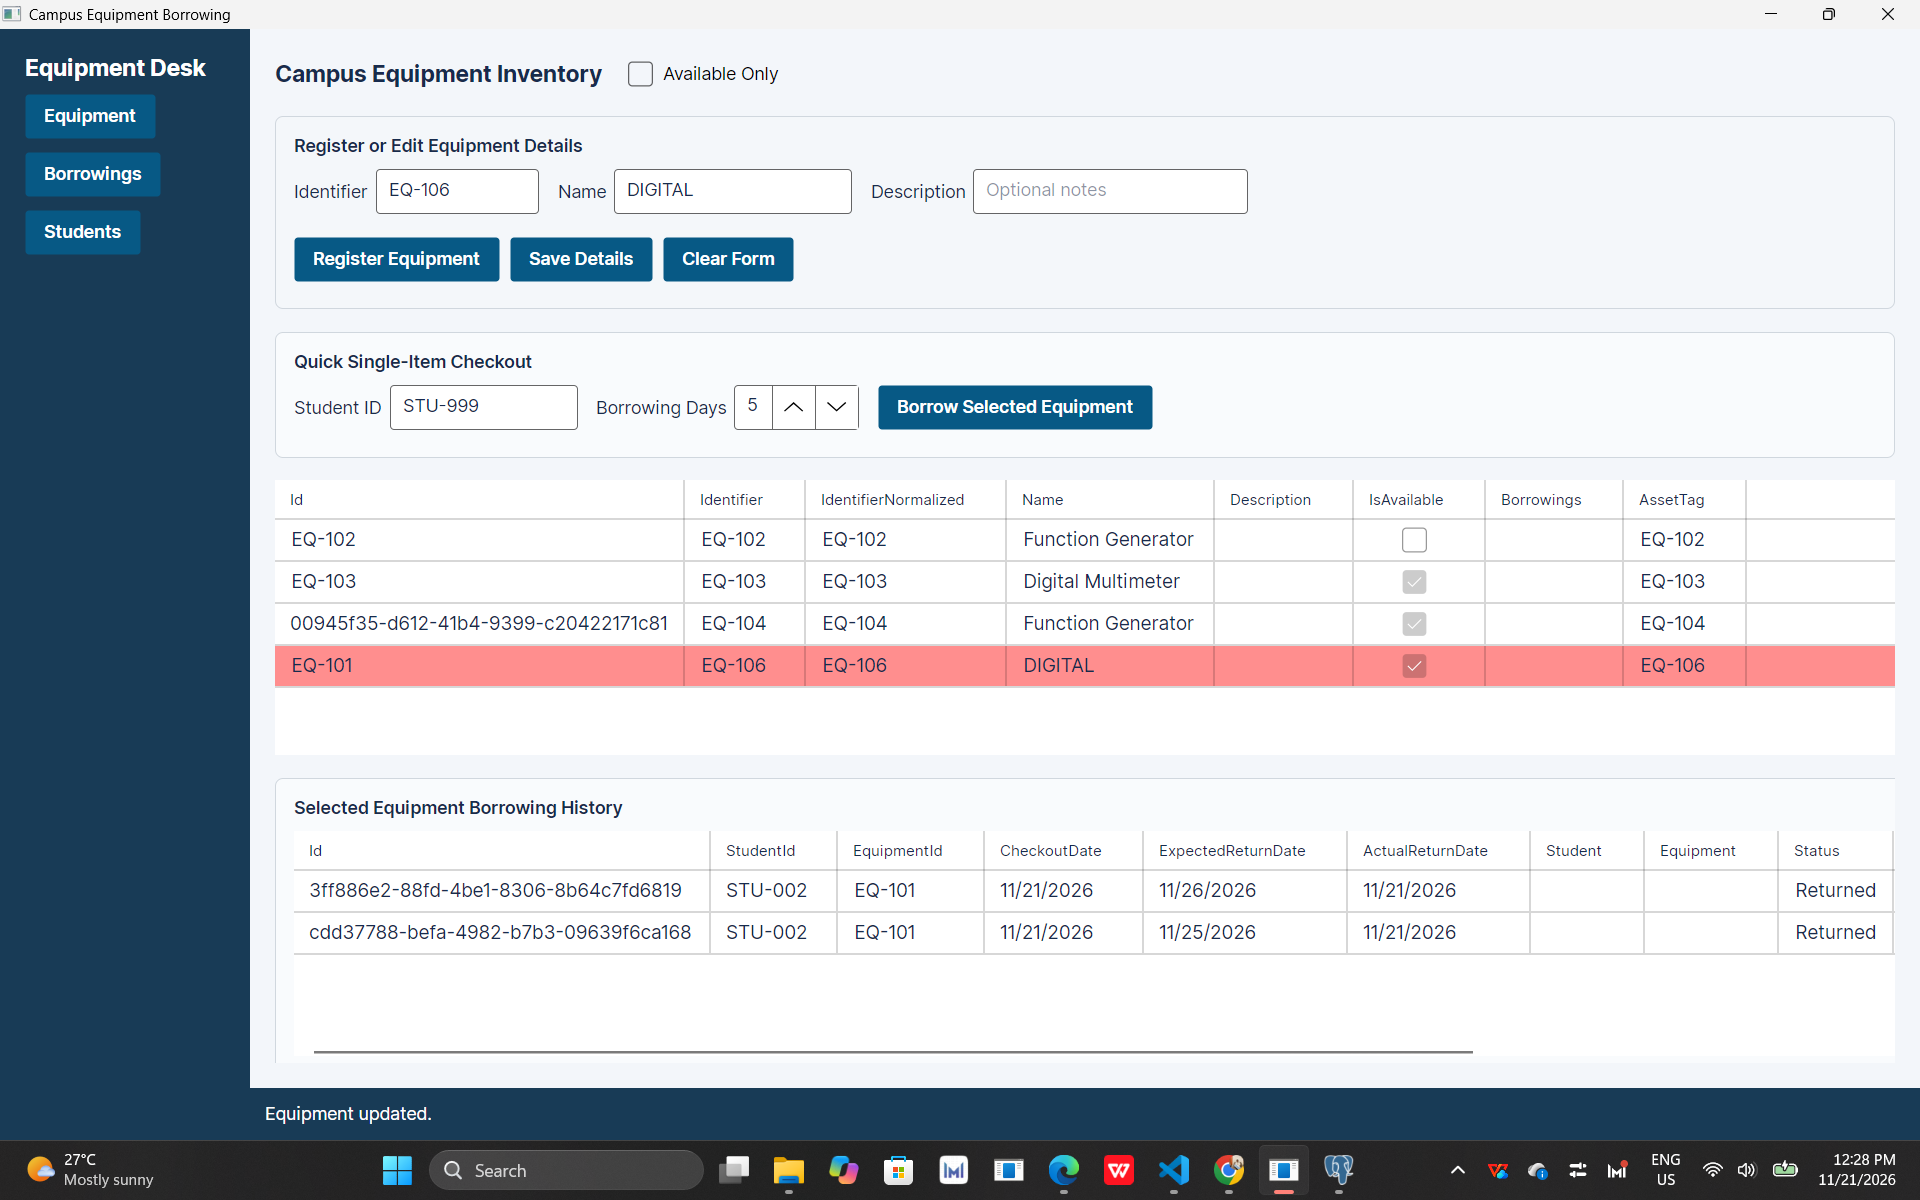 Campus Equipment Borrowing
Equipment Desk
Equipment
Borrowings
Students
Campus Equipment Inventory Available Only
Register or Edit Equipment Details
Identifier EQ-106 Name DIGITAL Description Optional notes
Register Equipment Save Details Clear Form
Quick Single-Item Checkout
Student ID STU-999 Borrowing Days 5 Borrow Selected Equipment
Id Identifier IdentifierNormalized Name Description IsAvailable Borrowings AssetTag
EQ-102 EQ-102 EQ-102 Function Generator EQ-102
EQ-103 EQ-103 EQ-103 Digital Multimeter EQ-103
00945f35-d612-41b4-9399-c20422171c81 EQ-104 EQ-104 Function Generator EQ-104
EQ-101 EQ-106 EQ-106 DIGITAL EQ-106
Selected Equipment Borrowing History
Id StudentId EquipmentId CheckoutDate ExpectedReturnDate ActualReturnDate Student Equipment Status
3ff886e2-88fd-4be1-8306-8b64c7fd6819 STU-002 EQ-101 11/21/2026 11/26/2026 11/21/2026 Returned
cdd37788-befa-4982-b7b3-09639f6ca168 STU-002 EQ-101 11/21/2026 11/25/2026 11/21/2026 Returned
Equipment updated.
27°C
Mostly sunny
Search
ENG
US
12:28 PM
11/21/2026